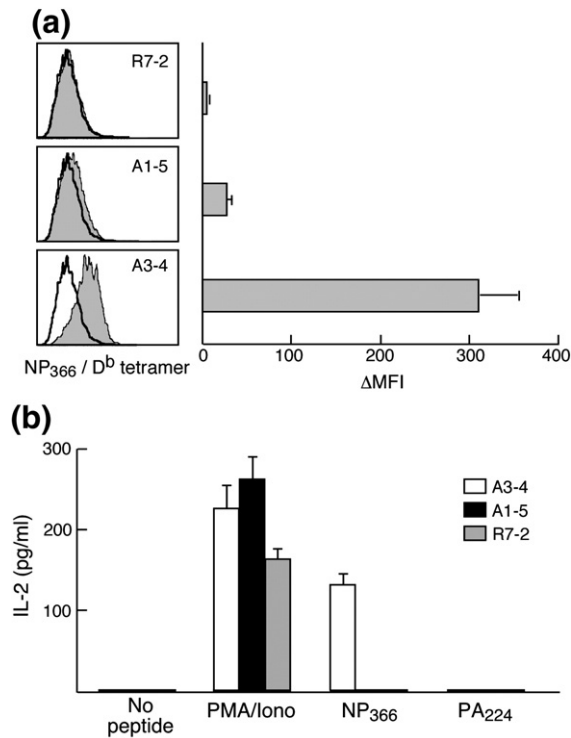 (a)
R7-2
A1-5
A3-4
NP366 / Db tetramer
0 100 200 300 400
ΔMFI
(b)
300
200
100
IL-2 (pg/ml)
A3-4
A1-5
R7-2
No peptide
PMA/Iono
NP366
PA224